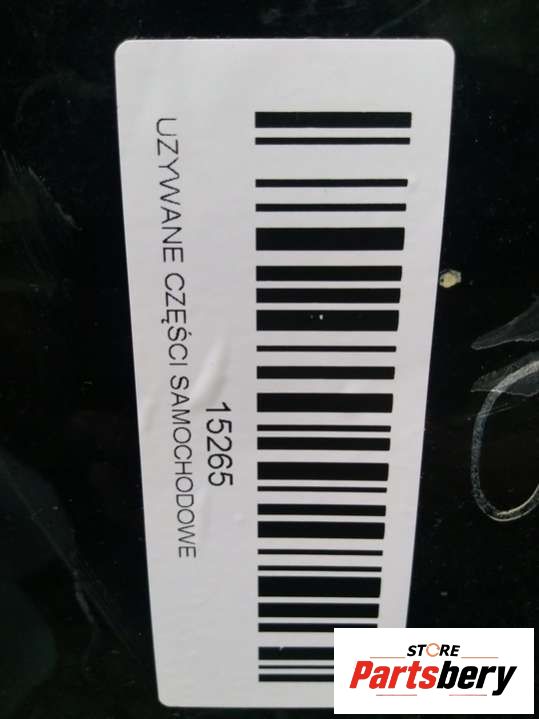 15265
UZYWANE CZĘŚCI SAMOCHODOWE
STORE
Partsbery